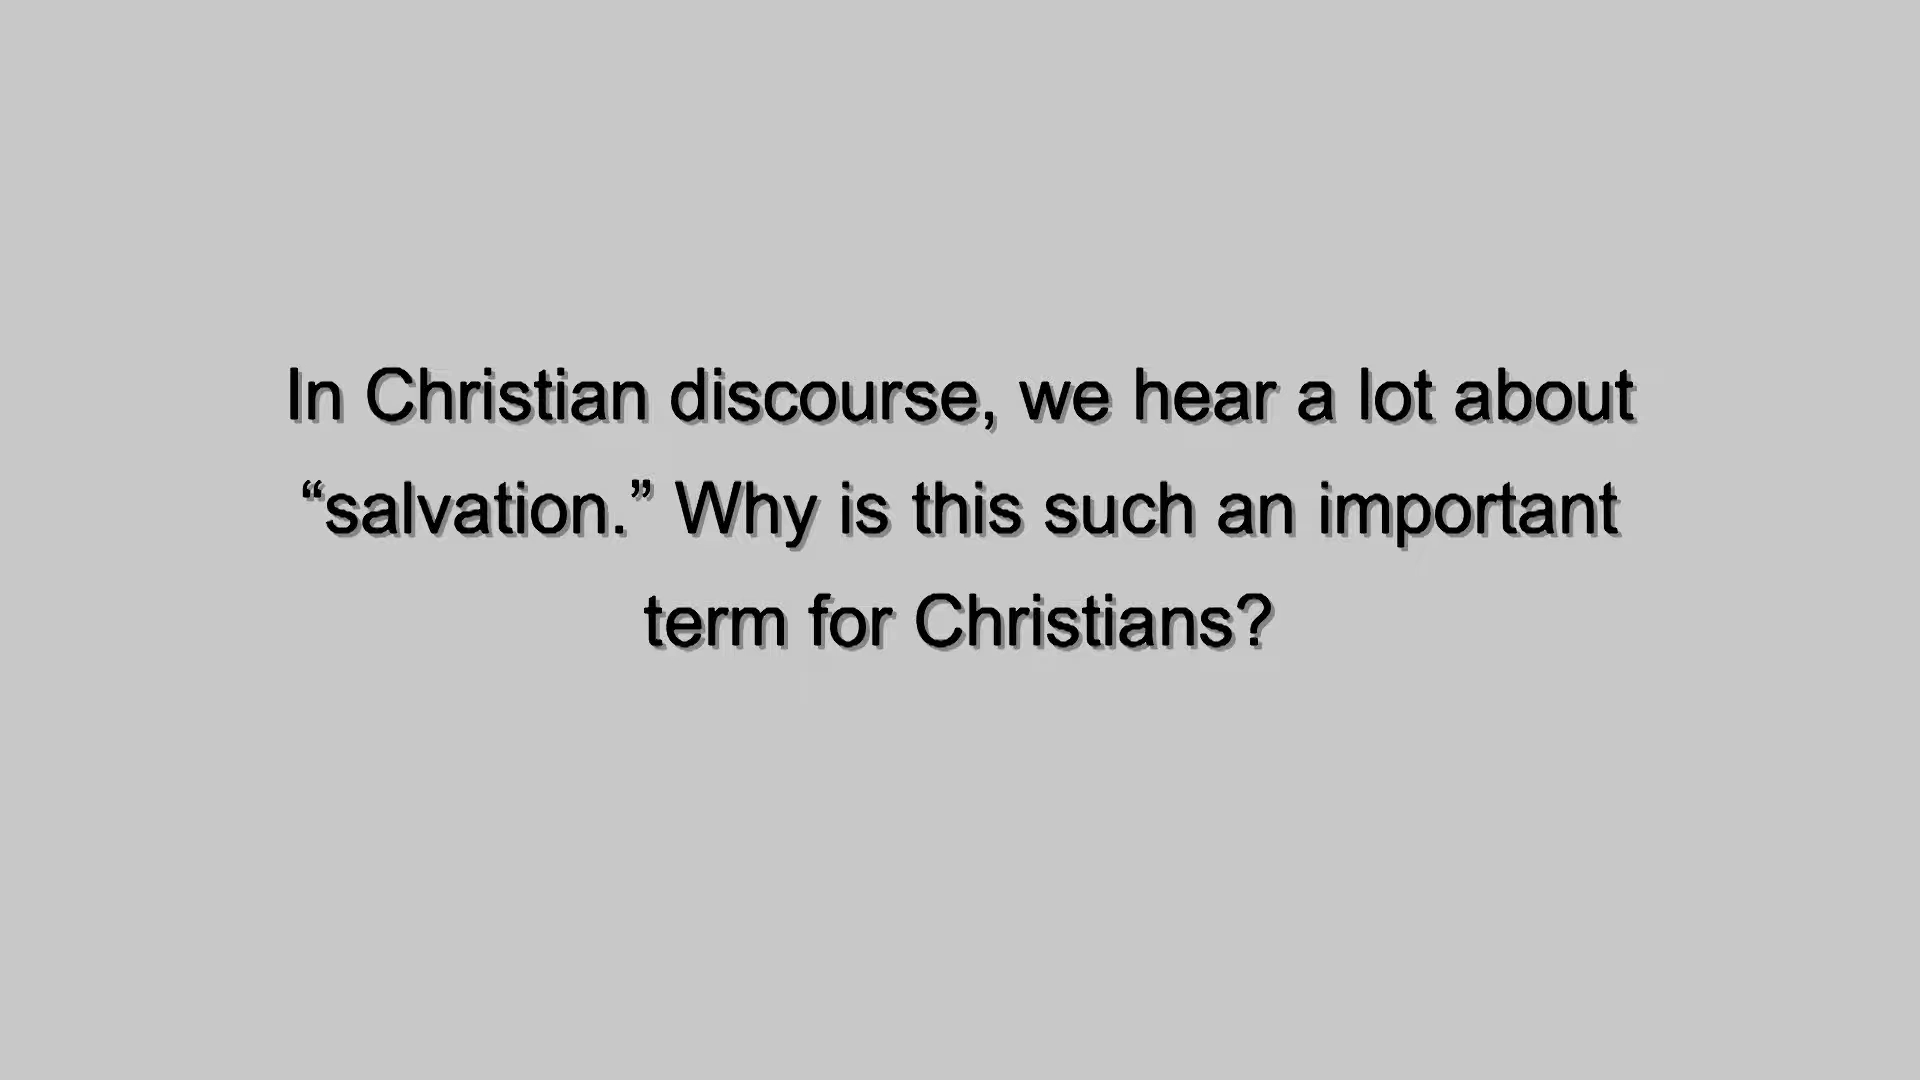 In Christian discourse, we hear a lot about
“salvation.” Why is this such an important
term for Christians?